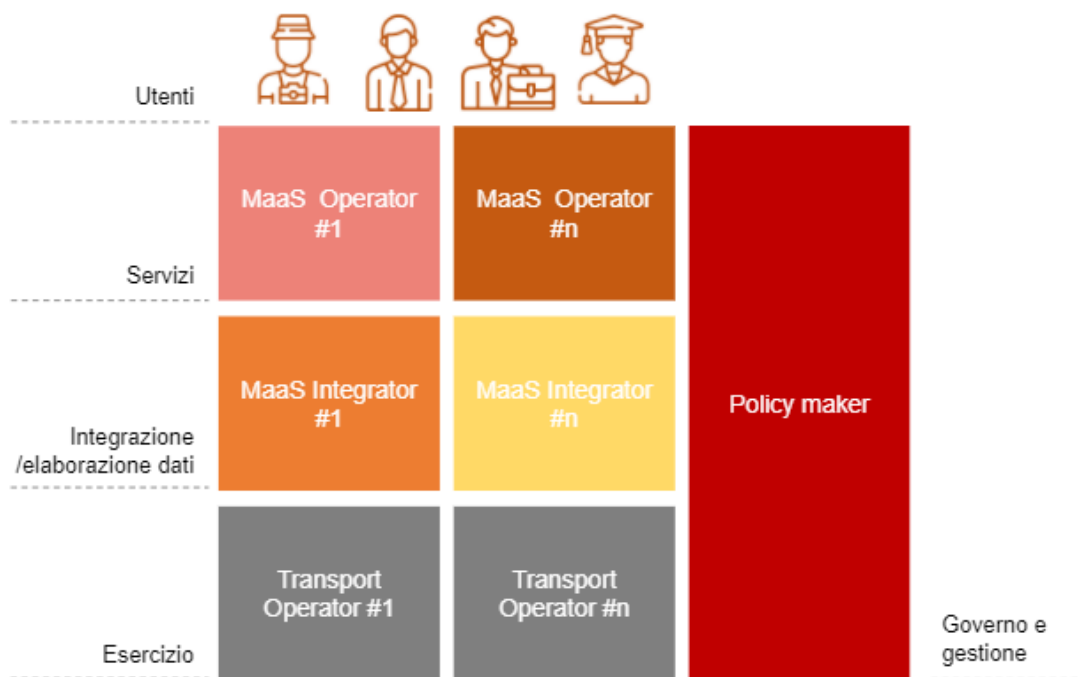 Utenti
MaaS Operator
#1
MaaS Operator
#n
Servizi
MaaS Integrator
#1
MaaS Integrator
#n
Policy maker
Integrazione
/elaborazione dati
Transport
Operator #1
Transport
Operator #n
Esercizio
Governo e
gestione